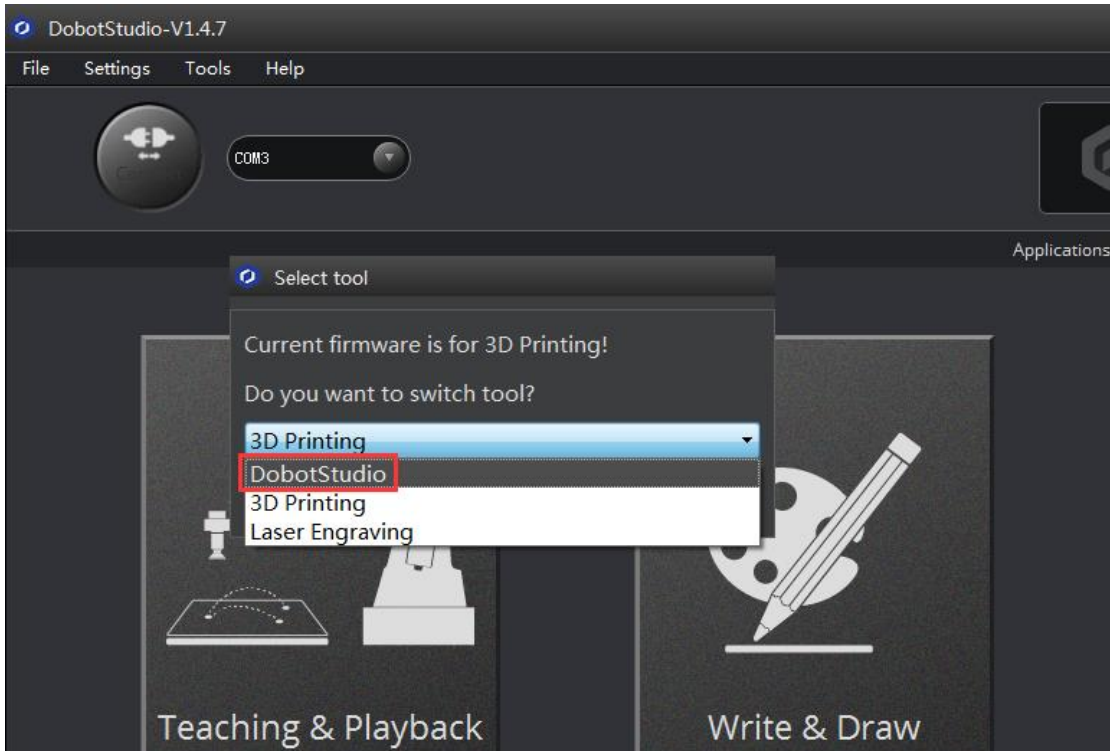 DobotStudio-V1.4.7
File Settings Tools Help
COM3
Applications
Select tool
Current firmware is for 3D Printing!
Do you want to switch tool?
3D Printing
DobotStudio
3D Printing
Laser Engraving
Teaching & Playback
Write & Draw